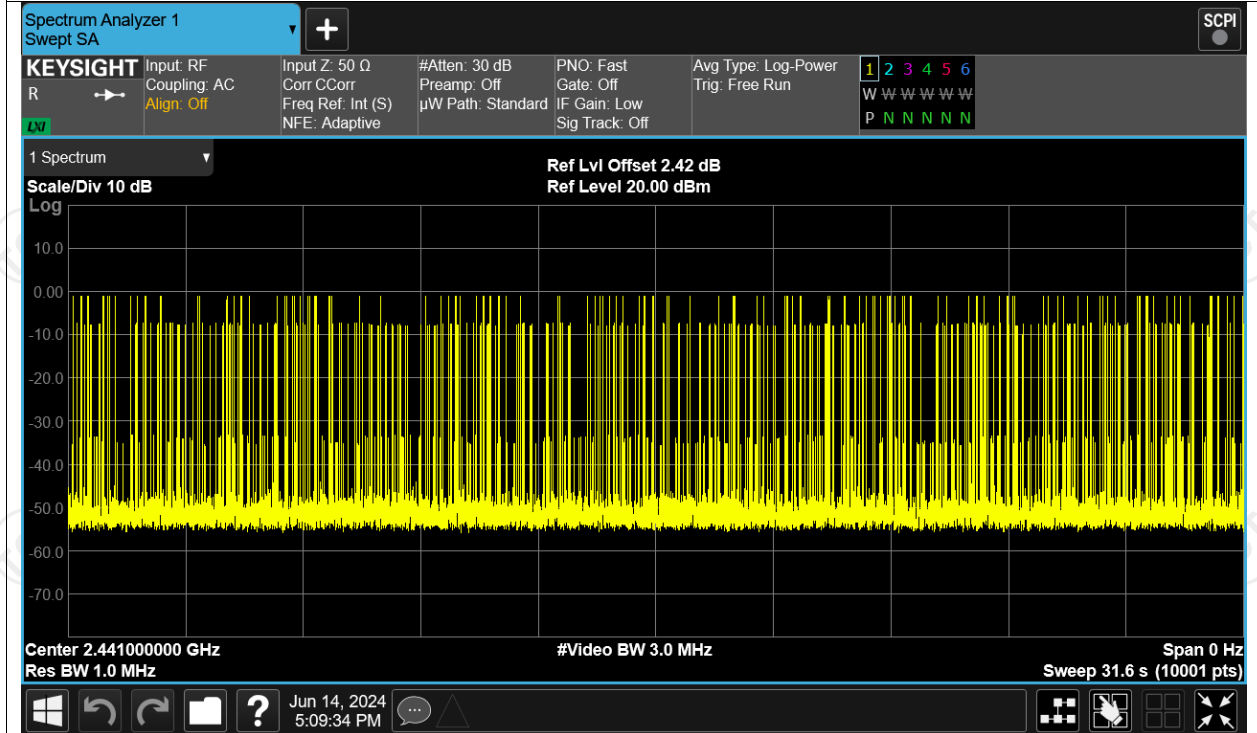 Spectrum Analyzer 1
Swept SA
+
SCPI
KEYSIGHT
R
LXI
Input: RF
Coupling: AC
Align: Off
Input Z: 50 Ω
Corr CCorr
Freq Ref: Int (S)
NFE: Adaptive
#Atten: 30 dB
Preamp: Off
µW Path: Standard
PNO: Fast
Gate: Off
IF Gain: Low
Sig Track: Off
Avg Type: Log-Power
Trig: Free Run
1 2 3 4 5 6
W W W W W W
P N N N N N
1 Spectrum
Scale/Div 10 dB
Ref Lvl Offset 2.42 dB
Ref Level 20.00 dBm
Log
10.0
0.00
-10.0
-20.0
-30.0
-40.0
-50.0
-60.0
-70.0
Center 2.441000000 GHz
#Video BW 3.0 MHz
Span 0 Hz
Res BW 1.0 MHz
Sweep 31.6 s (10001 pts)
?
Jun 14, 2024
5:09:34 PM